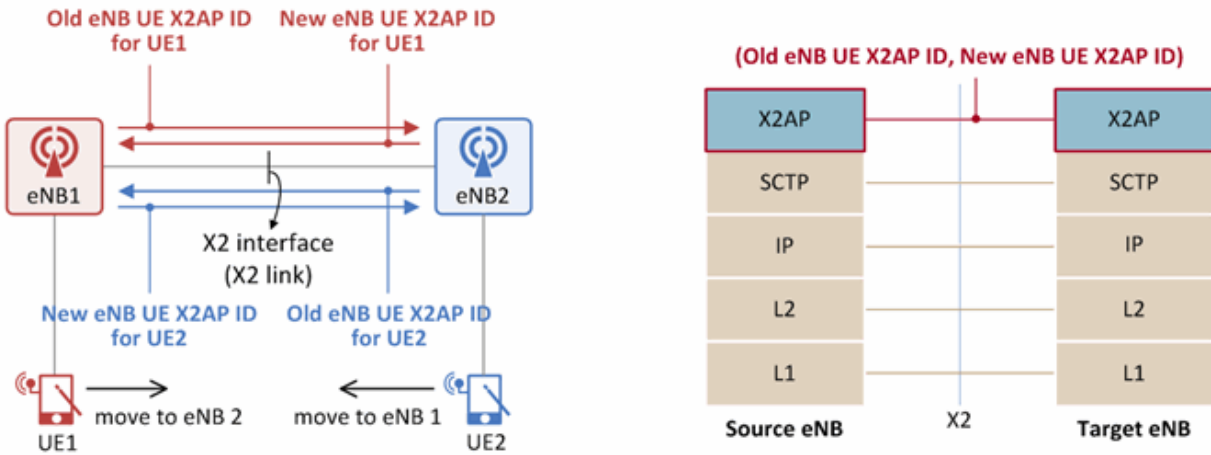 Old eNB UE X2AP ID
for UE1
New eNB UE X2AP ID
for UE1
eNB1
eNB2
X2 interface
(X2 link)
New eNB UE X2AP ID
for UE2
Old eNB UE X2AP ID
for UE2
move to eNB 2
move to eNB 1
UE1
UE2
(Old eNB UE X2AP ID, New eNB UE X2AP ID)
X2AP
X2AP
SCTP
SCTP
IP
IP
L2
L2
L1
L1
X2
Source eNB
Target eNB